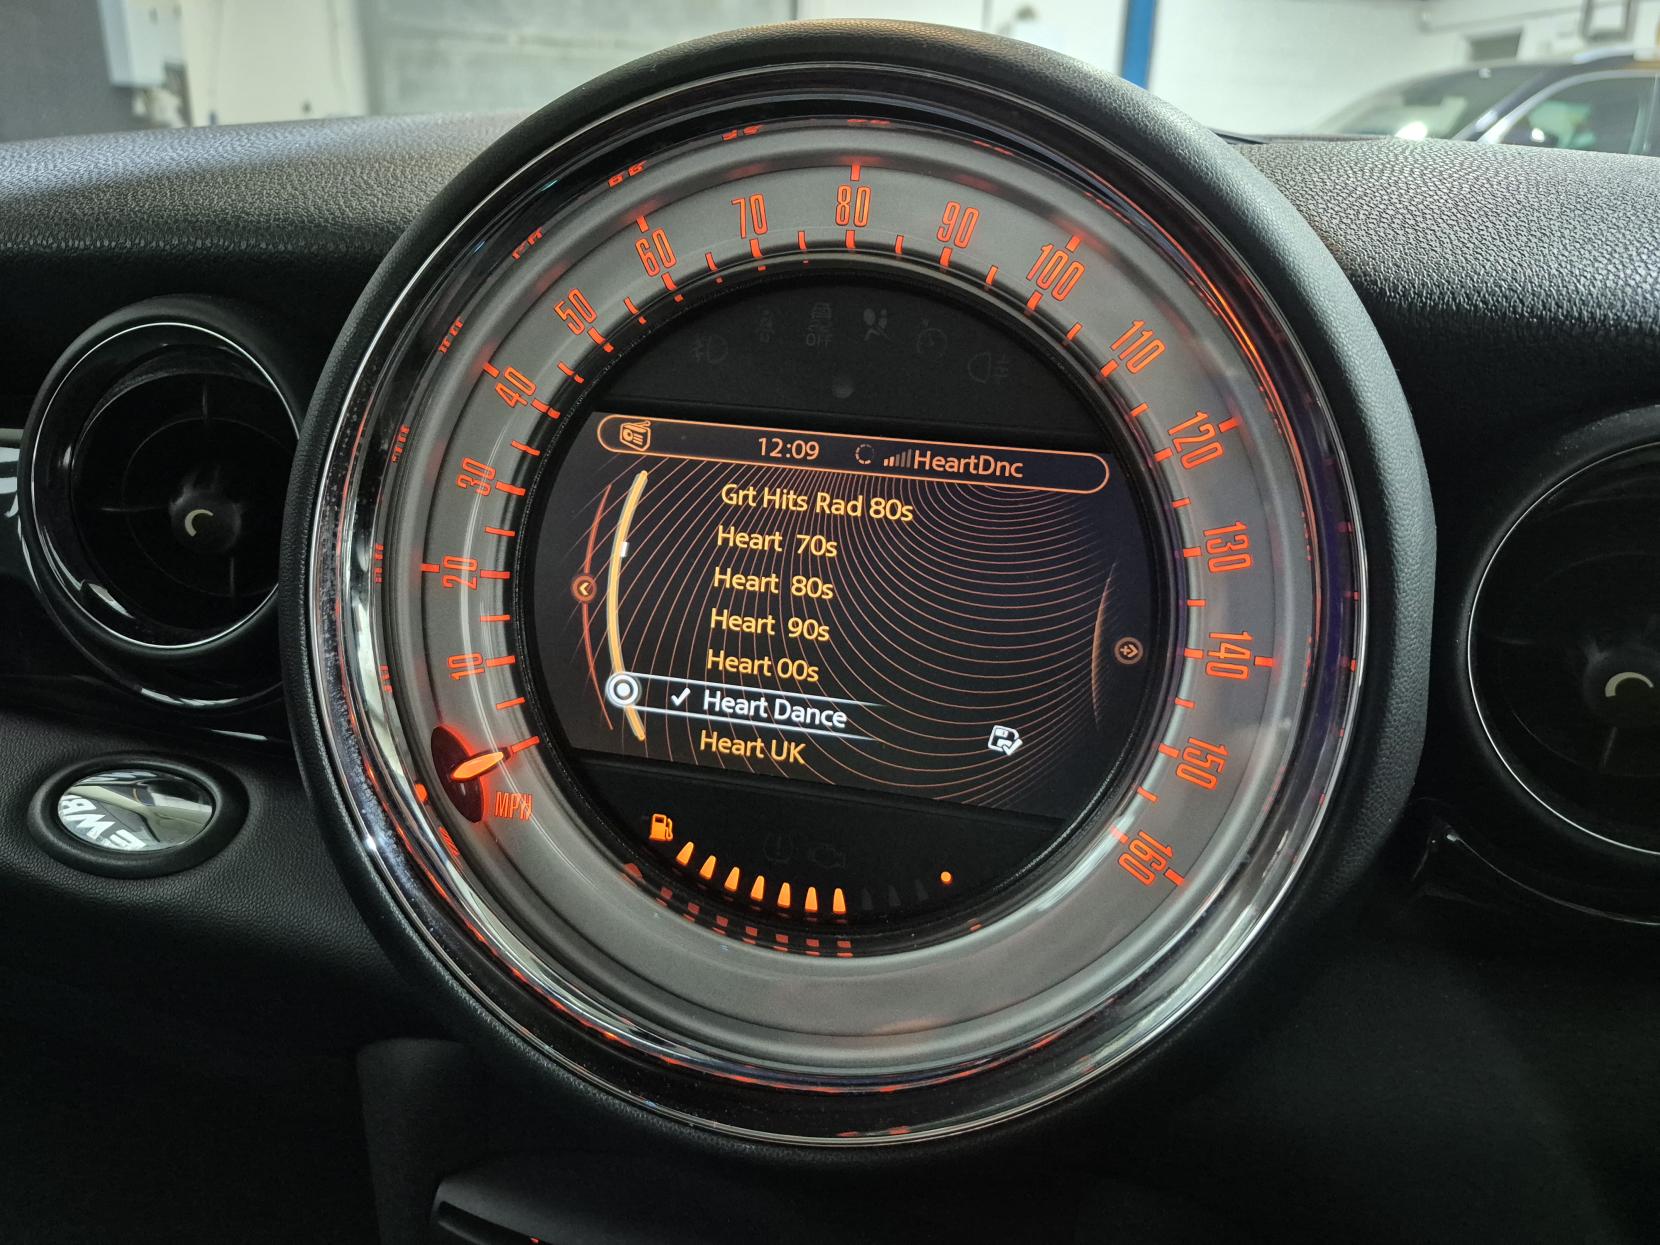 10
20
30
40
50
60
70
80
90
100
110
120
130
140
150
160
MPH
OFF
12:09 HeartDnc
Grt Hits Rad 80s
Heart 70s
Heart 80s
Heart 90s
Heart 00s
✓ Heart Dance
Heart UK